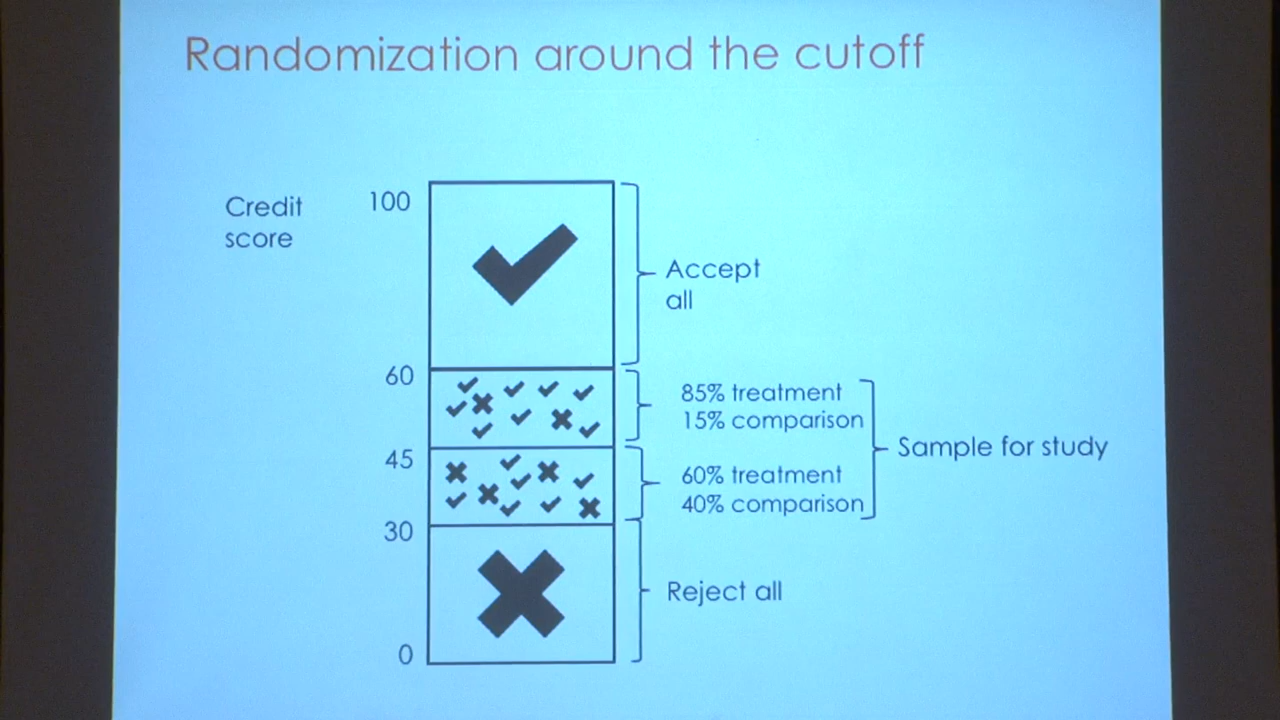 Randomization around the cutoff
Credit
score
100
Accept
all
60
85% treatment
15% comparison
Sample for study
45
60% treatment
40% comparison
30
Reject all
0